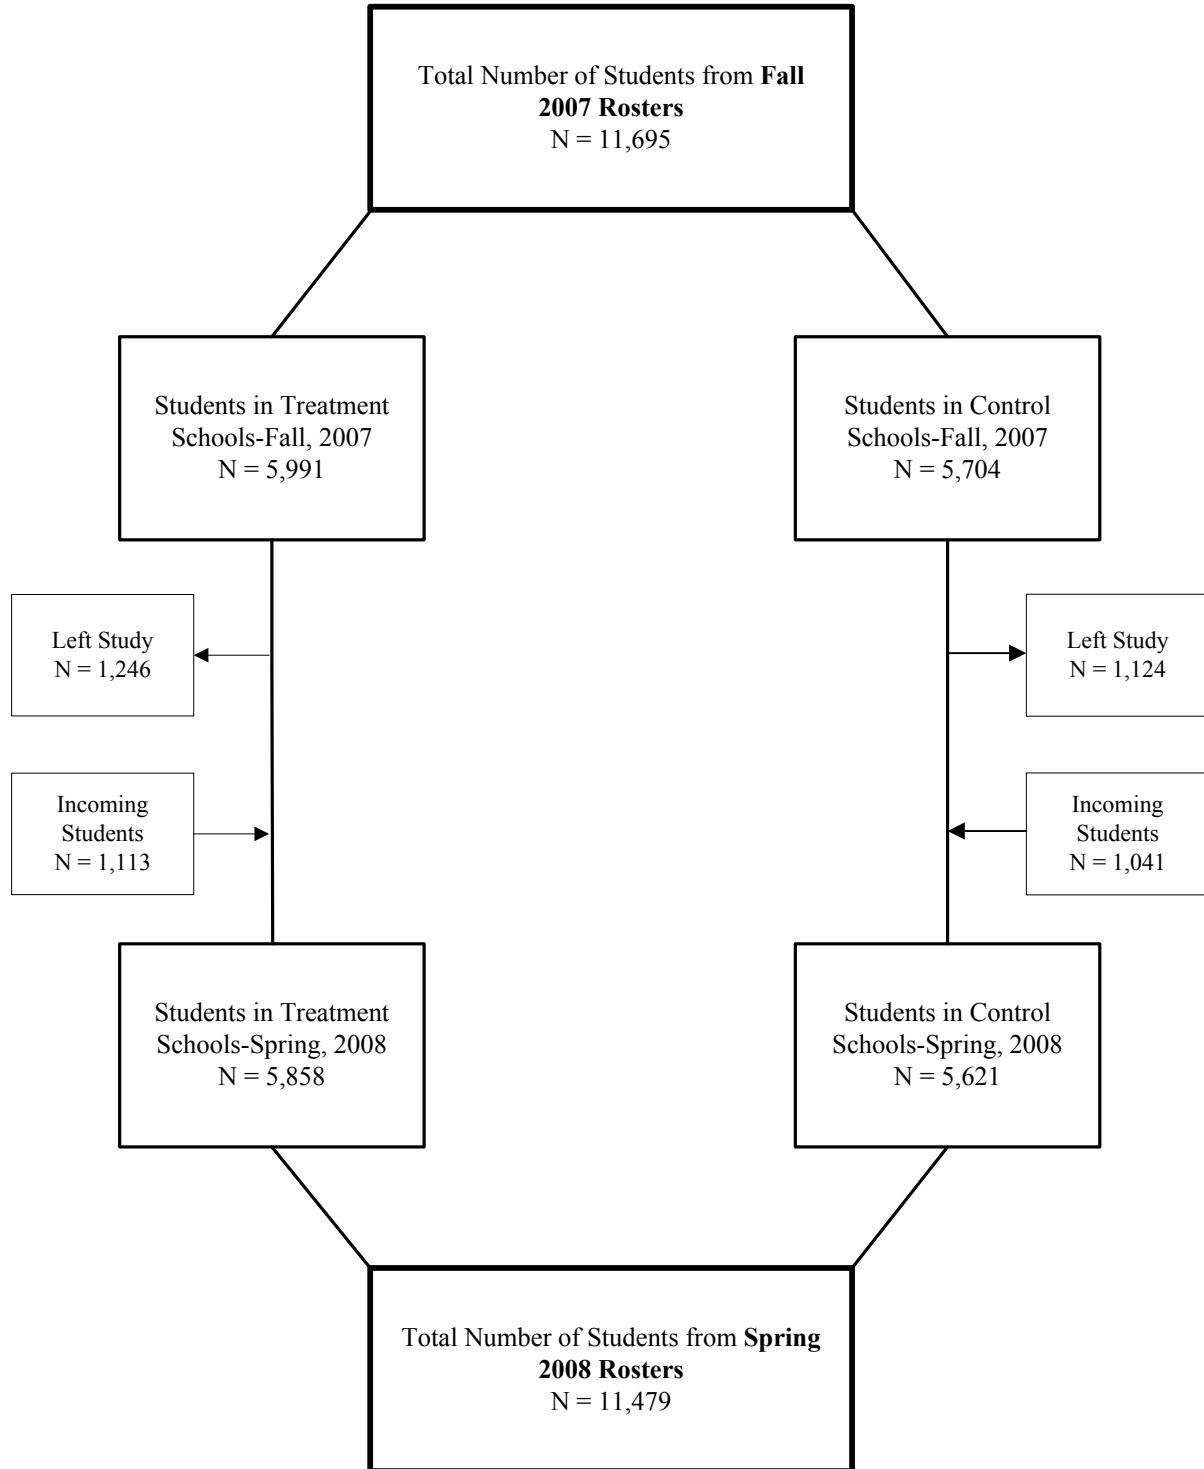 Total Number of Students from Fall
2007 Rosters
N = 11,695
Students in Treatment
Schools-Fall, 2007
N = 5,991
Students in Control
Schools-Fall, 2007
N = 5,704
Left Study
N = 1,246
Left Study
N = 1,124
Incoming
Students
N = 1,113
Incoming
Students
N = 1,041
Students in Treatment
Schools-Spring, 2008
N = 5,858
Students in Control
Schools-Spring, 2008
N = 5,621
Total Number of Students from Spring
2008 Rosters
N = 11,479